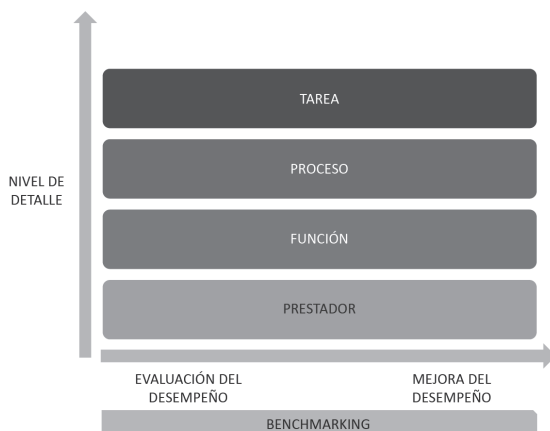 TAREA
PROCESO
NIVEL DE
DETALLE
FUNCIÓN
PRESTADOR
EVALUACIÓN DEL
DESEMPEÑO
MEJORA DEL
DESEMPEÑO
BENCHMARKING